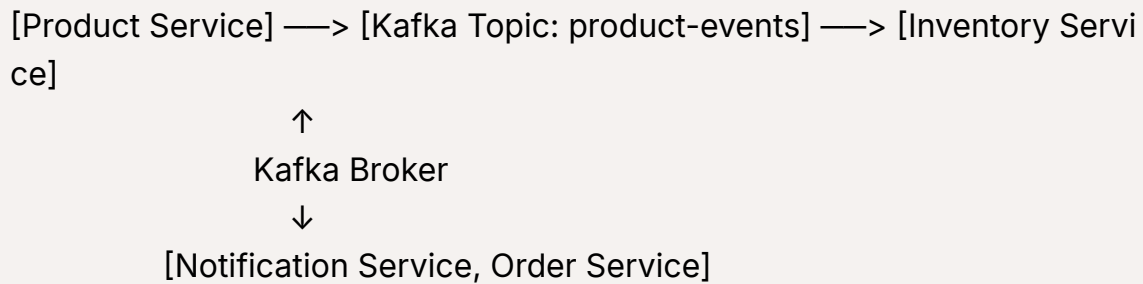 [Product Service] ──> [Kafka Topic: product-events] ──> [Inventory Servi
ce]
↑
Kafka Broker
↓
[Notification Service, Order Service]